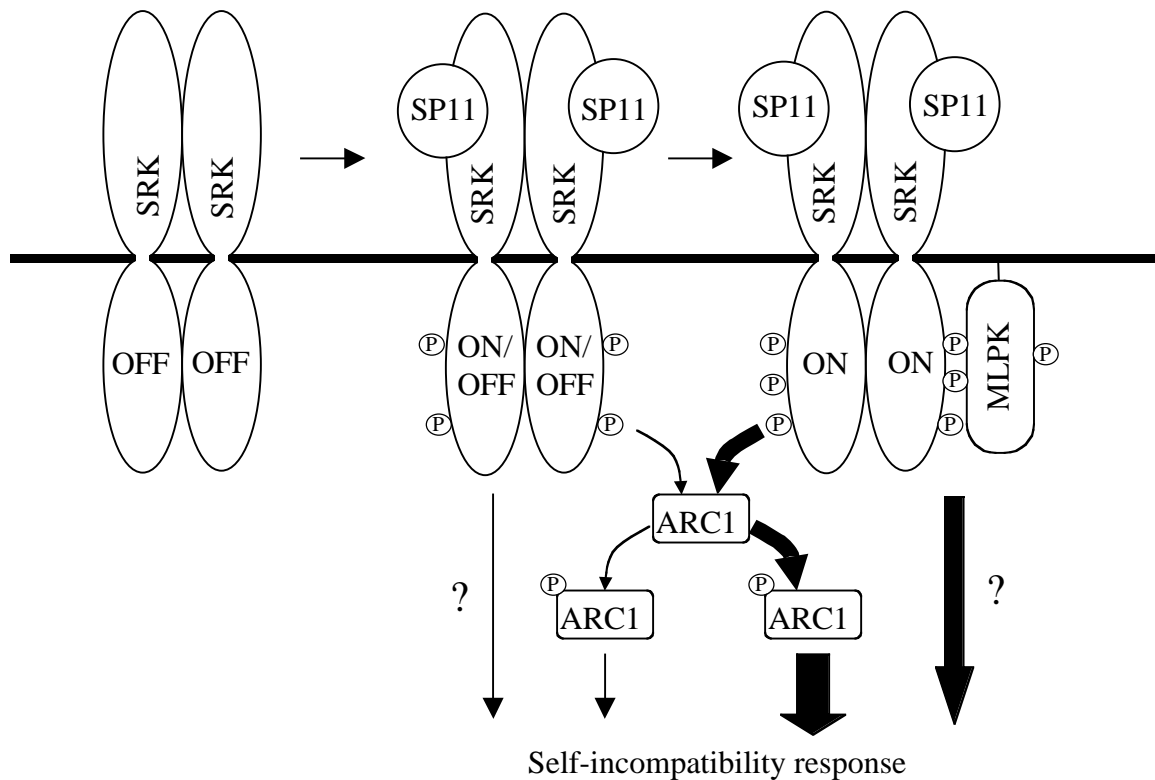 SP11
SP11
SP11
SP11
SRK
SRK
SRK
SRK
SRK
SRK
OFF
OFF
P
ON/
OFF
ON/
OFF
P
P
P
P
ON
ON
P
P
P
P
P
P
MLPK
P
ARC1
?
P
ARC1
P
ARC1
?
Self-incompatibility response